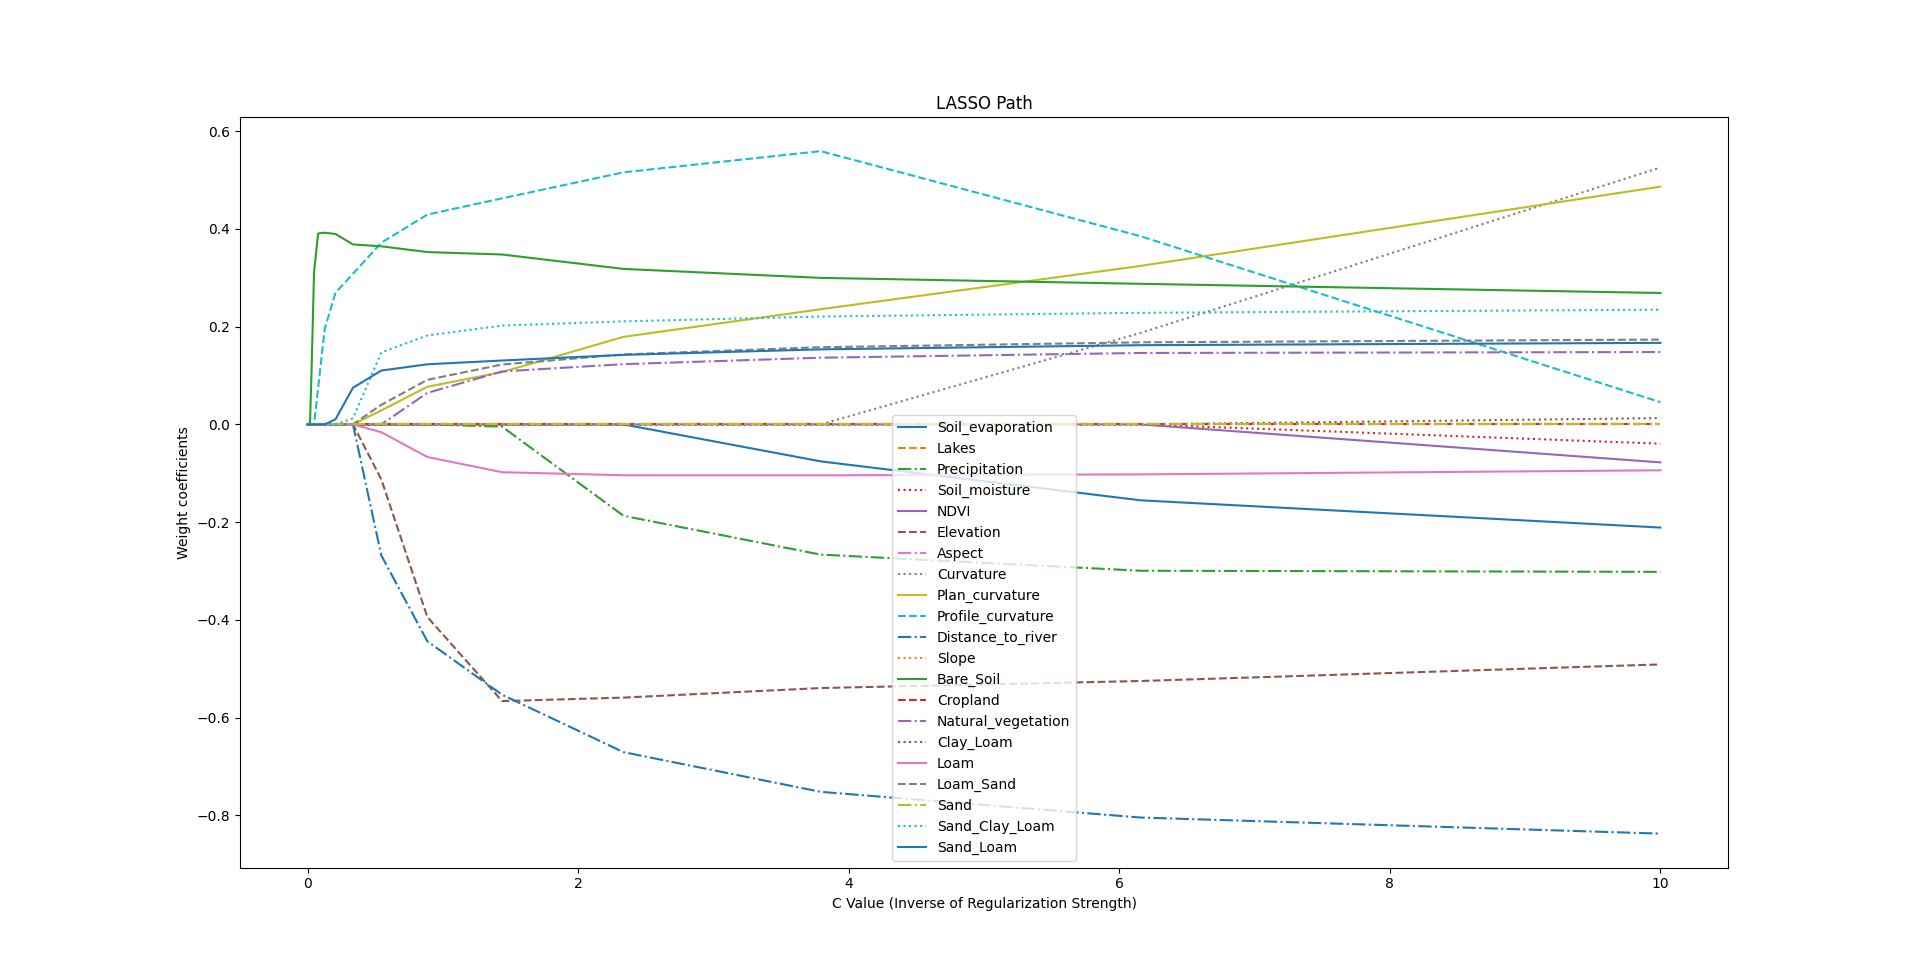 LASSO Path
0.6
0.4
0.2
0.0
−0.2
−0.4
−0.6
−0.8
Weight coefficients
Soil_evaporation
Lakes
Precipitation
Soil_moisture
NDVI
Elevation
Aspect
Curvature
Plan_curvature
Profile_curvature
Distance_to_river
Slope
Bare_Soil
Cropland
Natural_vegetation
Clay_Loam
Loam
Loam_Sand
Sand
Sand_Clay_Loam
Sand_Loam
0 2 4 6 8 10
C Value (Inverse of Regularization Strength)